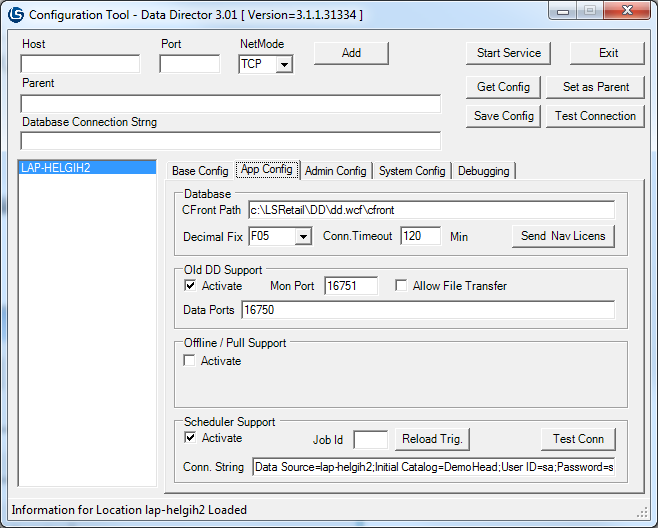 Configuration Tool - Data Director 3.01 [ Version=3.1.1.31334 ]
Host Port NetMode
TCP Add Start Service Exit
Parent Get Config Set as Parent
Database Connection Strng Save Config Test Connection
LAP-HELGIH2
Base Config App Config Admin Config System Config Debugging
Database
CFront Path c:\LSRetail\DD\dd.wcf\cfront
Decimal Fix F05 Conn.Timeout 120 Min Send Nav Licens
Old DD Support
Activate Mon Port 16751 Allow File Transfer
Data Ports 16750
Offline / Pull Support
Activate
Scheduler Support
Activate Job Id Reload Trig. Test Conn
Conn. String Data Source=lap-helgih2;Initial Catalog=DemoHead;User ID=sa;Password=s
Information for Location lap-helgih2 Loaded